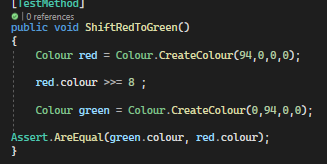 [TestMethod]
| 0 references
public void ShiftRedToGreen()
{
Colour red = Colour.CreateColour(94,0,0,0);
red.colour >>= 8 ;
Colour green = Colour.CreateColour(0,94,0,0);
Assert.AreEqual(green.colour, red.colour);
}